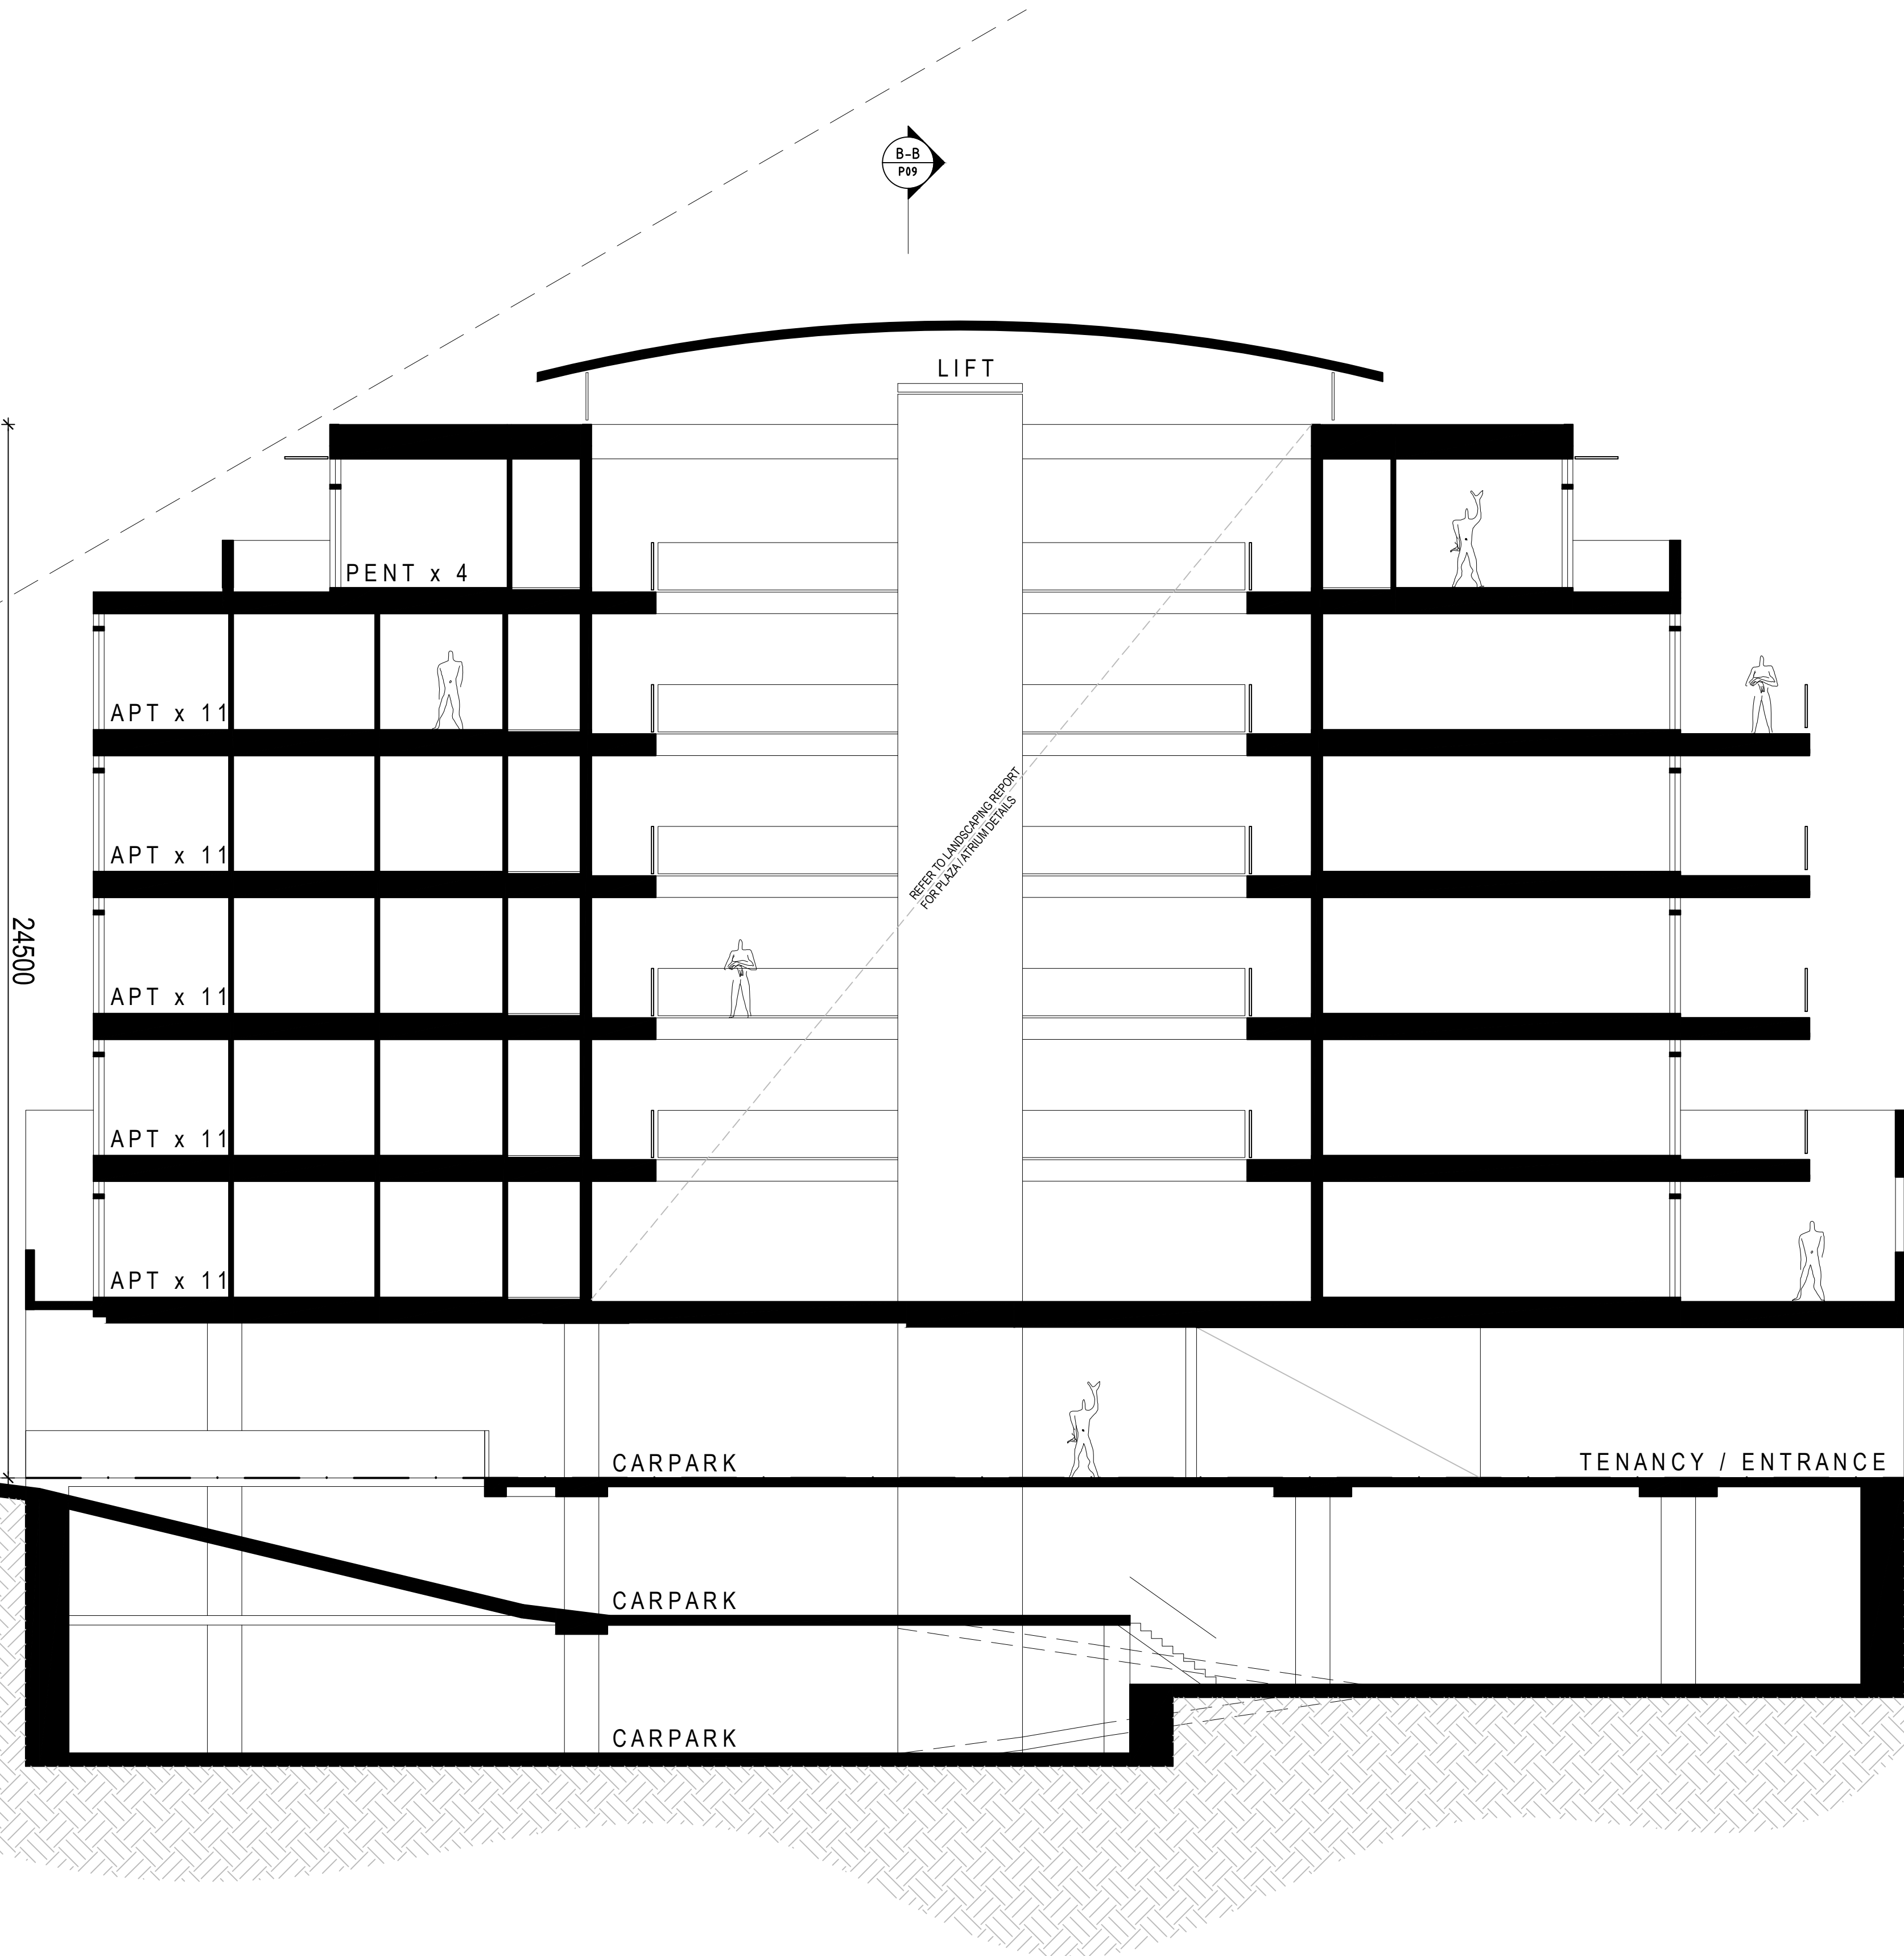 B-B
P09
LIFT
PENT x 4
APT x 11
APT x 11
REFER TO LANDSCAPING REPORT
FOR PLAZA / ATRIUM DETAILS
24500
APT x 11
APT x 11
APT x 11
CARPARK
TENANCY / ENTRANCE
CARPARK
CARPARK